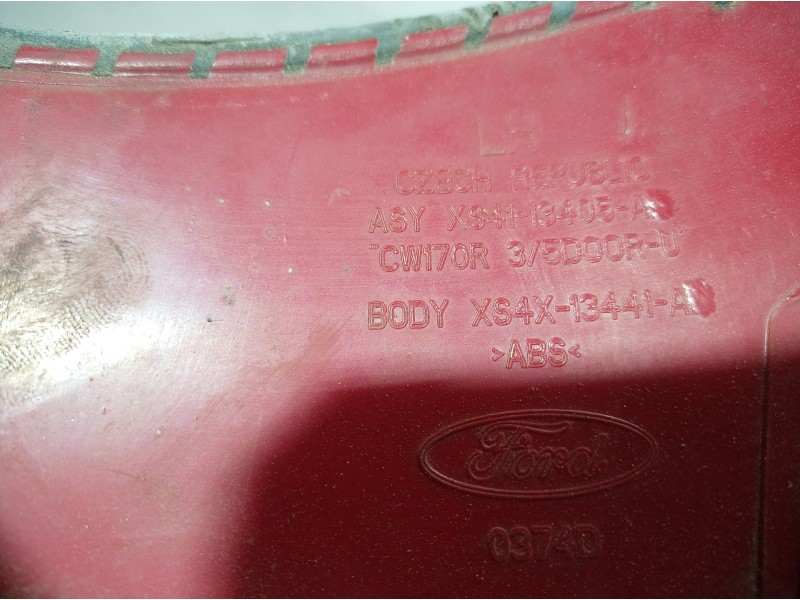 LH
CZECH REPUBLIC
ASY XS41-13405-A
"CW170R 3/5DOOR-U"
BODY XS4X-13441-A
>ABS<
Ford
0374D